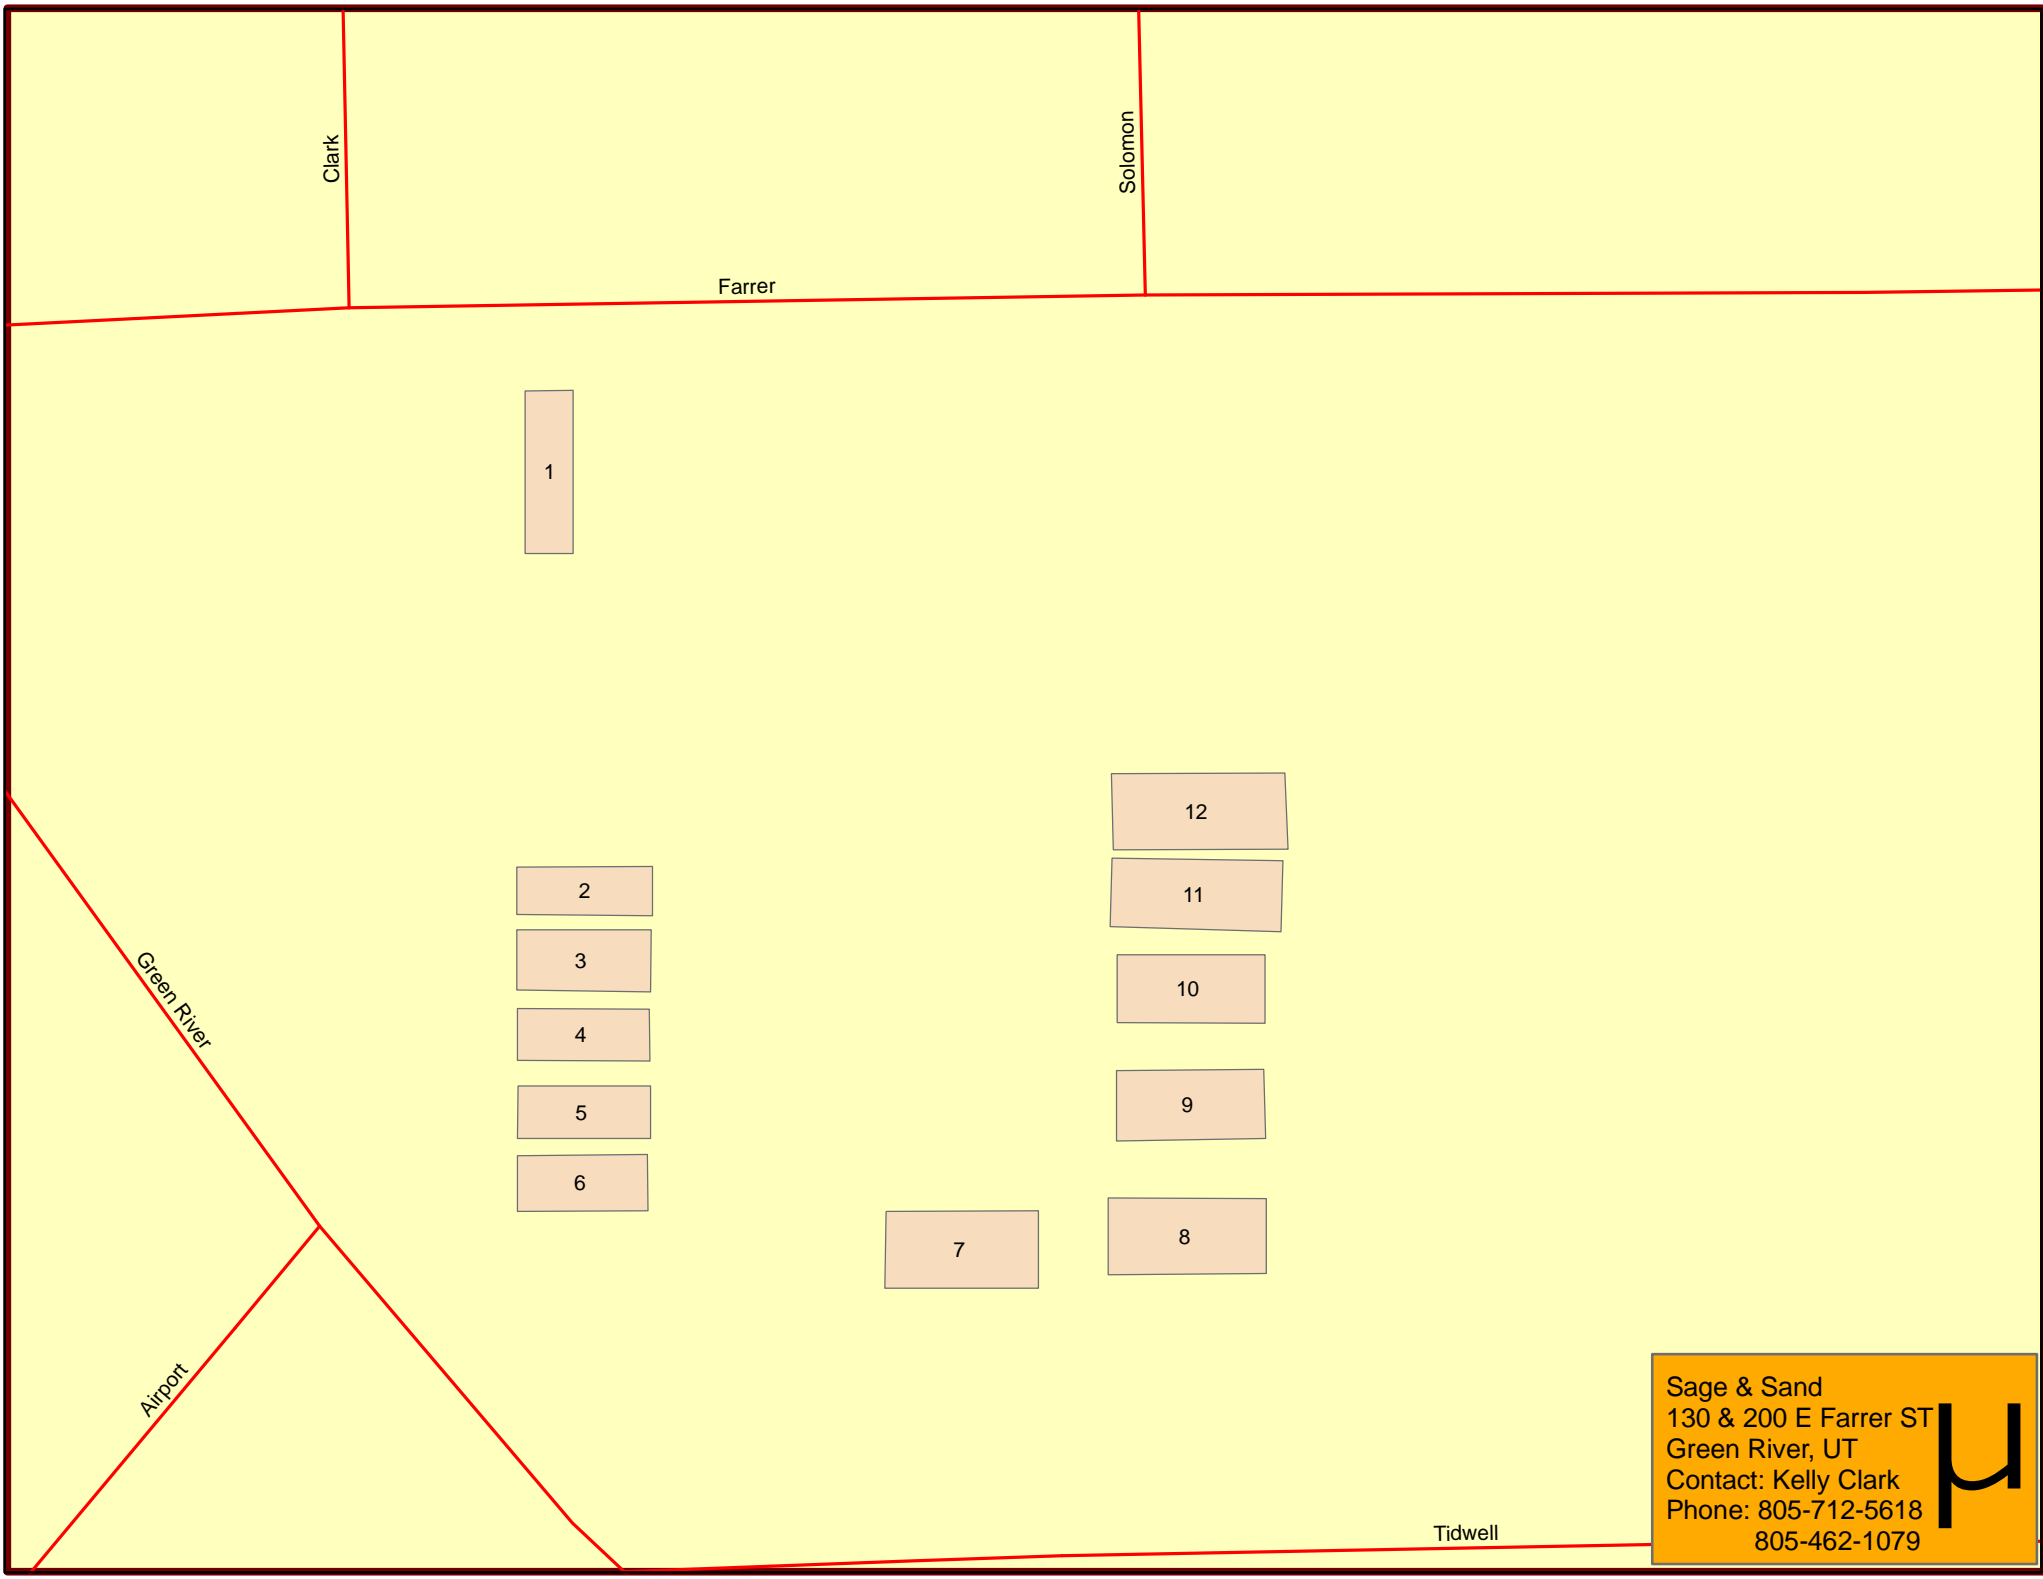 Clark
Solomon
Farrer
1
12
2
11
3
10
Green River
4
9
5
6
8
7
Airport
Sage & Sand
130 & 200 E Farrer ST
Green River, UT
Contact: Kelly Clark
Phone: 805-712-5618
805-462-1079
µ
Tidwell